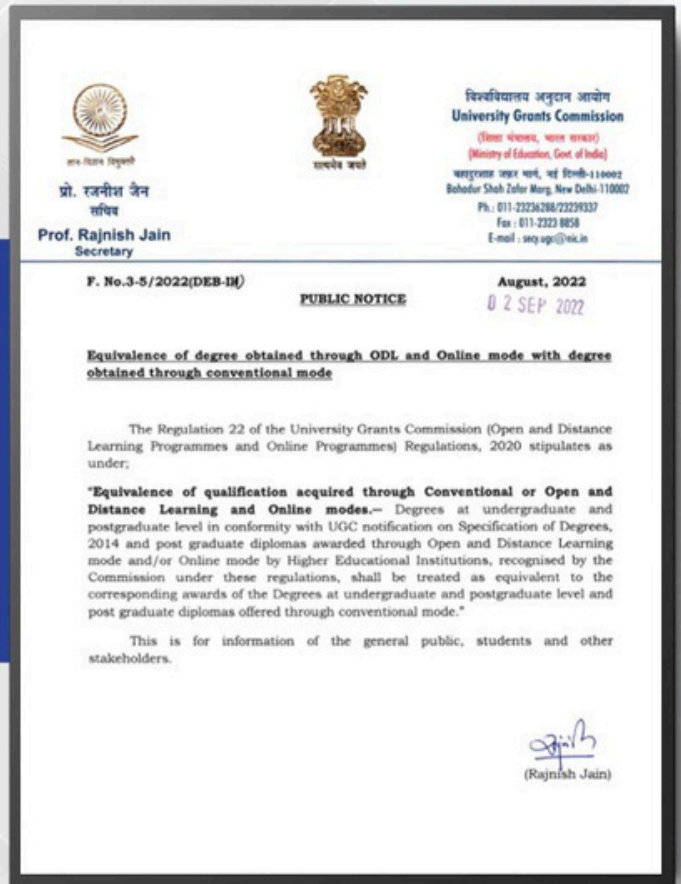 ज्ञान-विज्ञान विमुक्तये
प्रो. रजनीश जैन
सचिव
Prof. Rajnish Jain
Secretary
सत्यमेव जयते
विश्वविद्यालय अनुदान आयोग
University Grants Commission
(शिक्षा मंत्रालय, भारत सरकार)
(Ministry of Education, Govt. of India)
बहादुरशाह ज़फ़र मार्ग, नई दिल्ली-110002
Bahadur Shah Zafar Marg, New Delhi-110002
Ph.: 011-23236288/23239337
Fax : 011-2323 8858
E-mail : secy.ugc@nic.in
F. No.3-5/2022(DEB-III)
August, 2022
PUBLIC NOTICE
02 SEP 2022
Equivalence of degree obtained through ODL and Online mode with degree
obtained through conventional mode
The Regulation 22 of the University Grants Commission (Open and Distance
Learning Programmes and Online Programmes) Regulations, 2020 stipulates as
under;
"Equivalence of qualification acquired through Conventional or Open and
Distance Learning and Online modes.— Degrees at undergraduate and
postgraduate level in conformity with UGC notification on Specification of Degrees,
2014 and post graduate diplomas awarded through Open and Distance Learning
mode and/or Online mode by Higher Educational Institutions, recognised by the
Commission under these regulations, shall be treated as equivalent to the
corresponding awards of the Degrees at undergraduate and postgraduate level and
post graduate diplomas offered through conventional mode."
This is for information of the general public, students and other
stakeholders.
(Rajnish Jain)